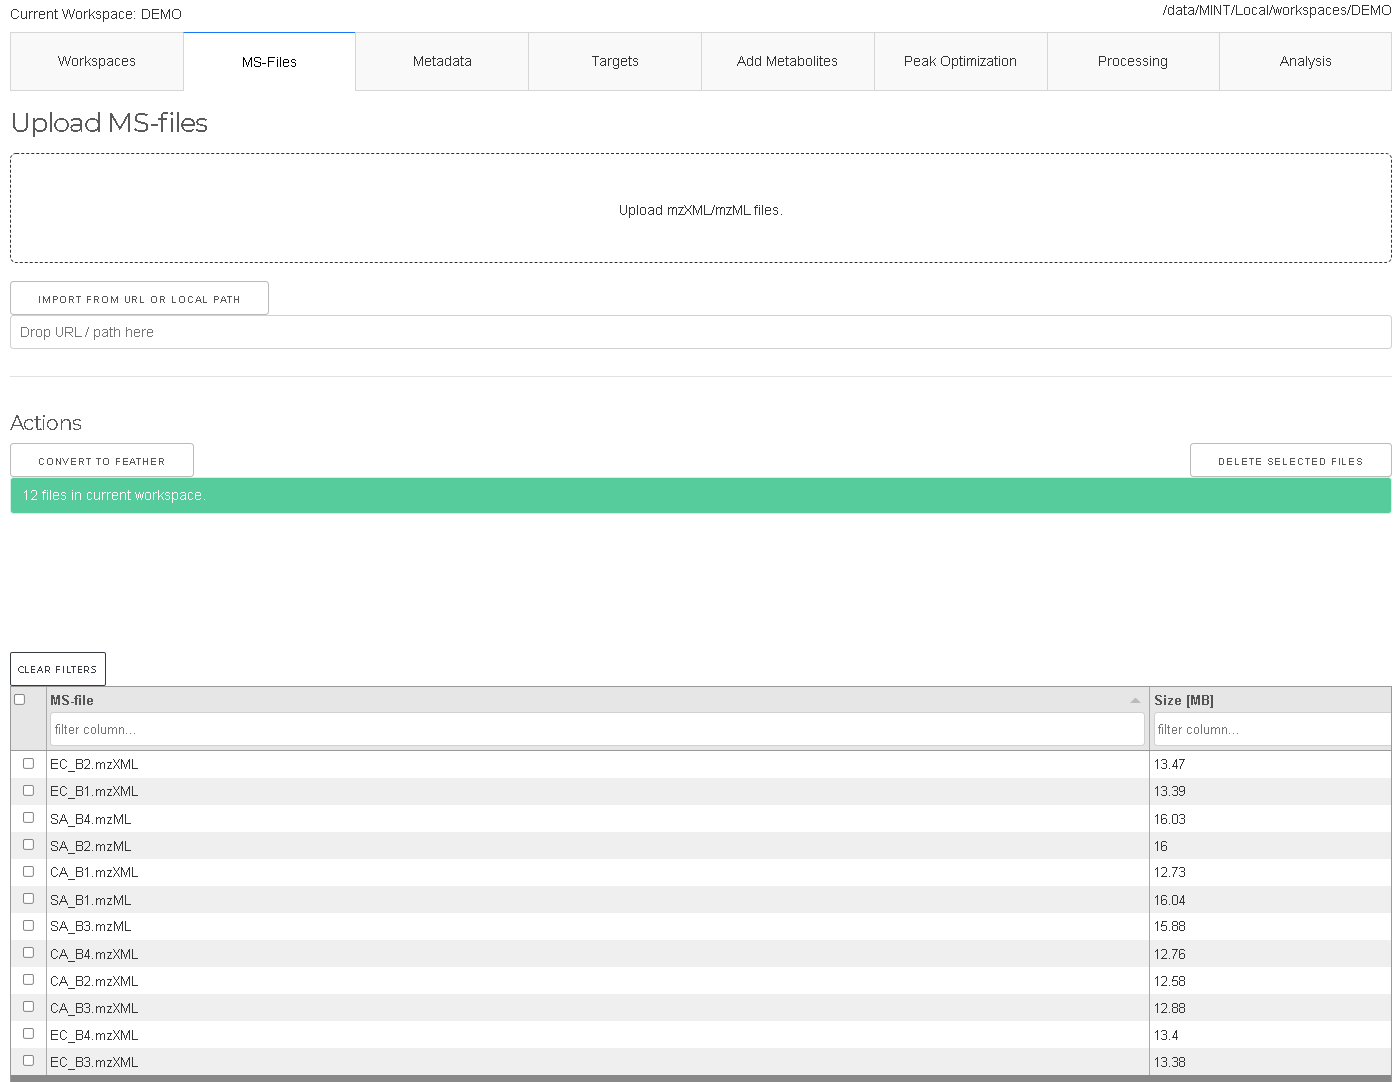 Current Workspace: DEMO
/data/MINT/Local/workspaces/DEMO
Workspaces
MS-Files
Metadata
Targets
Add Metabolites
Peak Optimization
Processing
Analysis
Upload MS-files
Upload mzXML/mzML files.
IMPORT FROM URL OR LOCAL PATH
Drop URL / path here
Actions
CONVERT TO FEATHER
DELETE SELECTED FILES
12 files in current workspace.
CLEAR FILTERS
MS-file Size [MB]
filter column... filter column...
EC_B2.mzXML 13.47
EC_B1.mzXML 13.39
SA_B4.mzML 16.03
SA_B2.mzML 16
CA_B1.mzXML 12.73
SA_B1.mzML 16.04
SA_B3.mzML 15.88
CA_B4.mzXML 12.76
CA_B2.mzXML 12.58
CA_B3.mzXML 12.88
EC_B4.mzXML 13.4
EC_B3.mzXML 13.38